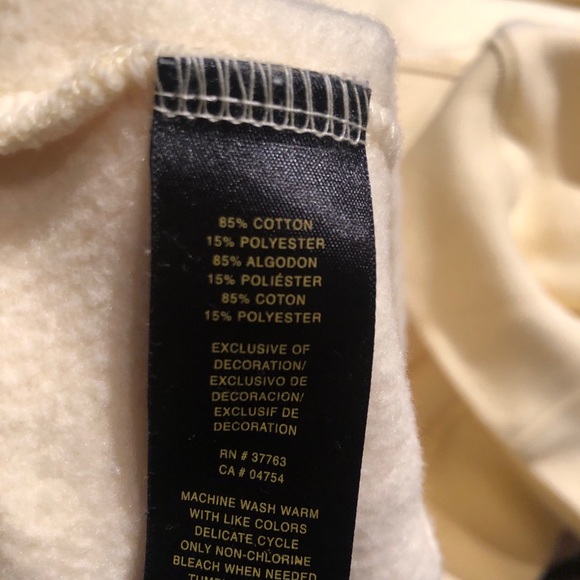 85% COTTON
15% POLYESTER
85% ALGODON
15% POLIÉSTER
85% COTON
15% POLYESTER
EXCLUSIVE OF
DECORATION/
EXCLUSIVO DE
DECORACION/
EXCLUSIF DE
DECORATION
RN # 37763
CA # 04754
MACHINE WASH WARM
WITH LIKE COLORS
DELICATE CYCLE
ONLY NON-CHLORINE
BLEACH WHEN NEEDED